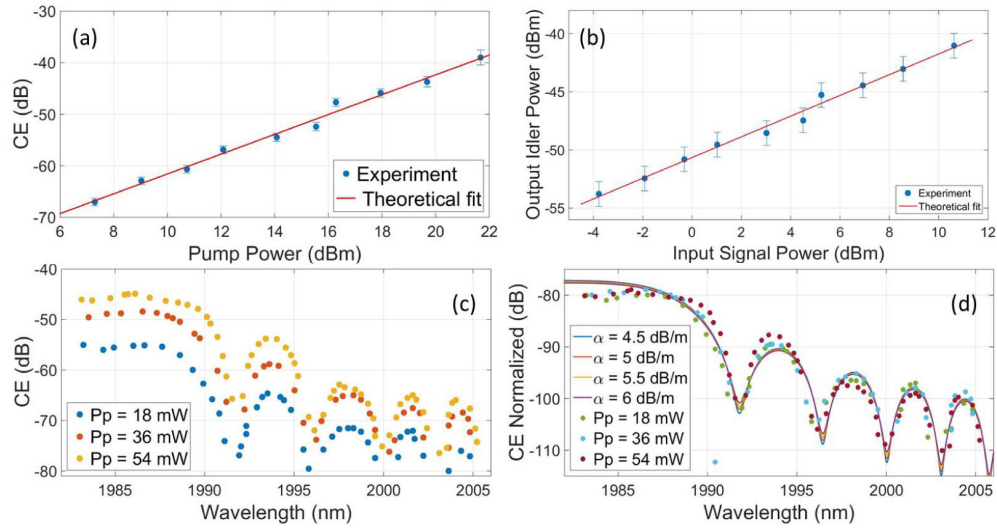 (a)
CE (dB)
-30
-40
-50
-60
-70
6 8 10 12 14 16 18 20 22
Pump Power (dBm)
Experiment
Theoretical fit
(b)
Output Idler Power (dBm)
-40
-45
-50
-55
-4 -2 0 2 4 6 8 10 12
Input Signal Power (dBm)
Experiment
Theoretical fit
(c)
CE (dB)
-40
-50
-60
-70
-80
1985 1990 1995 2000 2005
Wavelength (nm)
Pp = 18 mW
Pp = 36 mW
Pp = 54 mW
(d)
CE Normalized (dB)
-80
-90
-100
-110
1985 1990 1995 2000 2005
Wavelength (nm)
α = 4.5 dB/m
α = 5 dB/m
α = 5.5 dB/m
α = 6 dB/m
Pp = 18 mW
Pp = 36 mW
Pp = 54 mW